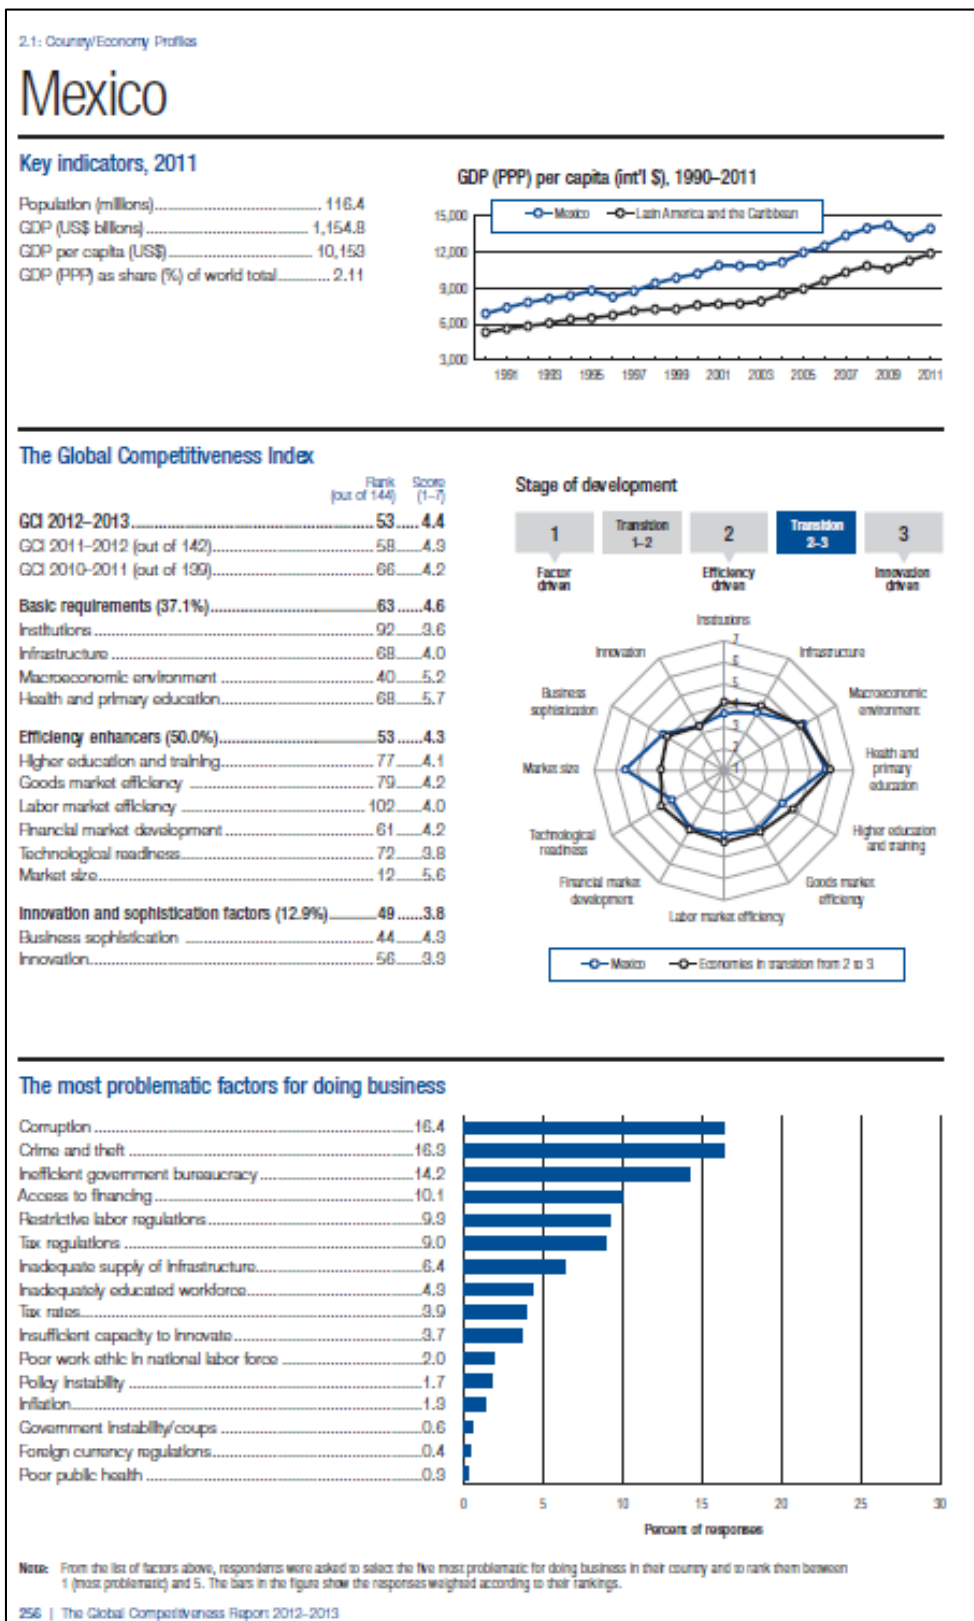 2.1: Country/Economy Profiles
Mexico
Key indicators, 2011
Population (millions) 116.4
GDP (US$ billions) 1,154.8
GDP per capita (US$) 10,153
GDP (PPP) as share (%) of world total 2.11
GDP (PPP) per capita (int'l $), 1990–2011
Mexico Latin America and the Caribbean
15,000
12,000
9,000
6,000
3,000
1991 1993 1995 1997 1999 2001 2003 2005 2007 2009 2011
The Global Competitiveness Index
Rank Score
(out of 144) (1–7)
GCI 2012–2013 53 4.4
GCI 2011–2012 (out of 142) 58 4.3
GCI 2010–2011 (out of 139) 66 4.2
Basic requirements (37.1%) 63 4.6
Institutions 92 3.6
Infrastructure 68 4.0
Macroeconomic environment 40 5.2
Health and primary education 68 5.7
Efficiency enhancers (50.0%) 53 4.3
Higher education and training 77 4.1
Goods market efficiency 79 4.2
Labor market efficiency 102 4.0
Financial market development 61 4.2
Technological readiness 72 3.8
Market size 12 5.6
Innovation and sophistication factors (12.9%) 49 3.8
Business sophistication 44 4.3
Innovation 56 3.3
Stage of development
1 Transition 1–2 2 Transition 2–3 3
Factor driven
Efficiency driven
Innovation driven
Institutions
Infrastructure
Macroeconomic environment
Health and primary education
Higher education and training
Goods market efficiency
Labor market efficiency
Financial market development
Technological readiness
Market size
Business sophistication
Innovation
7
6
5
4
3
2
1
Mexico Economies in transition from 2 to 3
The most problematic factors for doing business
Corruption 16.4
Crime and theft 16.3
Inefficient government bureaucracy 14.2
Access to financing 10.1
Restrictive labor regulations 9.3
Tax regulations 9.0
Inadequate supply of infrastructure 6.4
Inadequately educated workforce 4.3
Tax rates 3.9
Insufficient capacity to innovate 3.7
Poor work ethic in national labor force 2.0
Policy instability 1.7
Inflation 1.3
Government instability/coups 0.6
Foreign currency regulations 0.4
Poor public health 0.3
0 5 10 15 20 25 30
Percent of responses
Note: From the list of factors above, respondents were asked to select the five most problematic for doing business in their country and to rank them between
1 (most problematic) and 5. The bars in the figure show the responses weighted according to their rankings.
256 | The Global Competitiveness Report 2012–2013